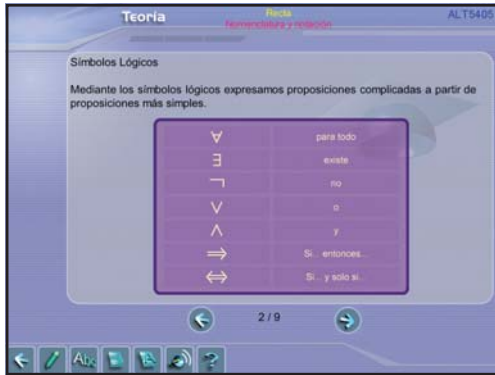 Teoría
Recta
ALT5405
Nomenclatura y notación
Símbolos Lógicos
Mediante los símbolos lógicos expresamos proposiciones complicadas a partir de
proposiciones más simples.
∀ para todo
∃ existe
¬ no
∨ o
∧ y
⇒ Si... entonces...
⇔ Si... y solo si...
2 / 9
Abc
?